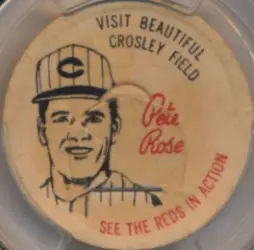 VISIT BEAUTIFUL
CROSLEY FIELD
C
Pete
Rose
SEE THE REDS IN ACTION